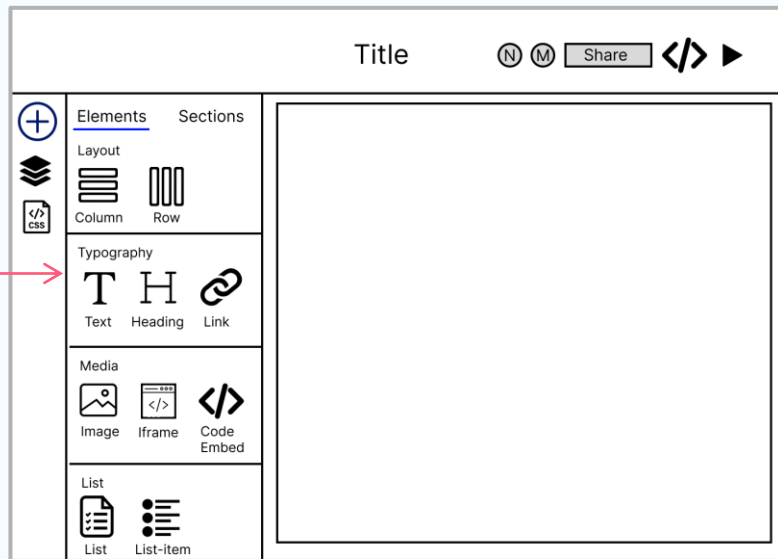 Title
N M Share </>
Elements Sections
Layout
Column Row
</>
CSS
Typography
T H
Text Heading Link
Media
</> </>
Image Iframe Code
Embed
List
List List-item